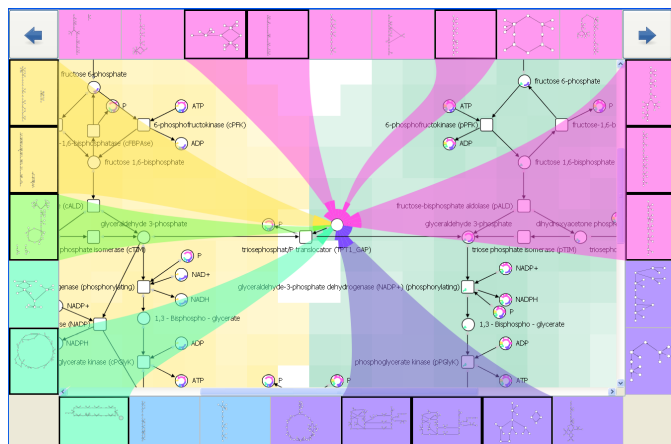 fructose 6-phosphate
fructose 6-phosphate
P
ATP
ATP
P
6-phosphofructokinase (cPFK)
6-phosphofructokinase (pPFK)
fructose-1,6-b
-1,6-bisphosphatase (cFBPAse)
ADP
ADP
fructose 1,6-bisphosphate
fructose 1,6-bisphosphate
(cALD)
fructose-bisphosphate aldolase (pALD)
glyceraldehyde 3-phosphate
P
glyceraldehyde 3-phosphate
dihydroxyacetone phosph
phosphate isomerase (cTIM)
triosephosphat/P translocator (TPT1_GAP)
triose phosphate isomerase (pTIM)
triosep
P
NAD+
NADP+
genase (phosphorylating)
glyceraldehyde-3-phosphate dehydrogenase (NADP+) (phosphorylating)
NADP+
NADH
NADPH
P
1,3 - Bisphospho - glycerate
1,3 - Bisphospho - glycerate
se (NADP
NADPH
ADP
ADP
glycerate kinase (cPGlyK)
phosphoglycerate kinase (pPGlyK)
ATP
P
P
ATP